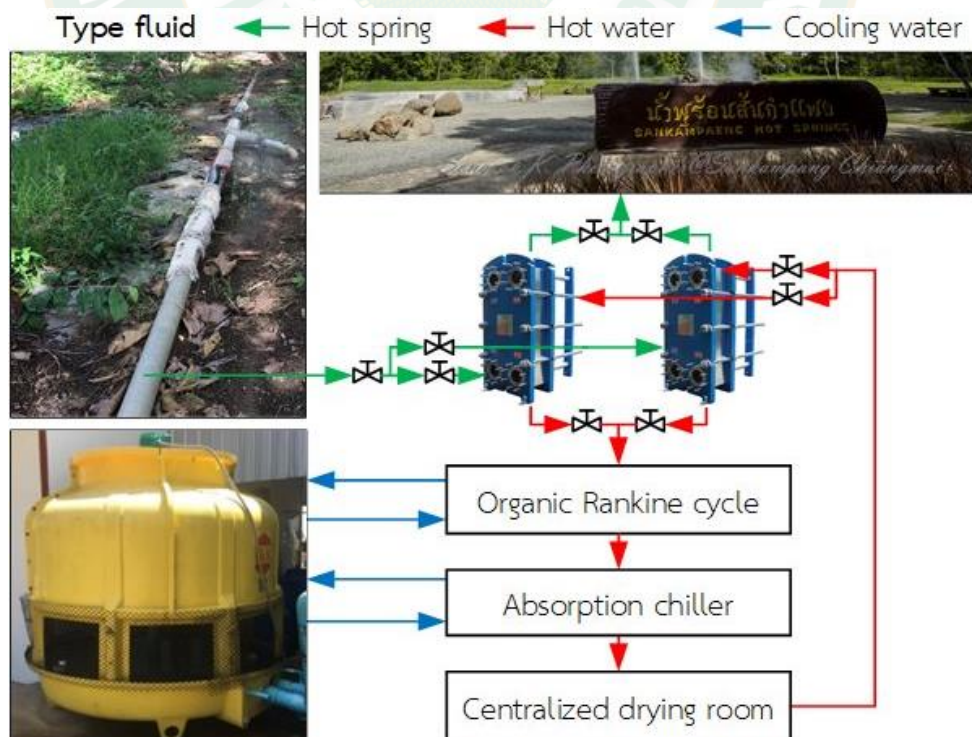 Type fluid Hot spring Hot water Cooling water
น้ำพุร้อนสันกำแพง
SANKAMPAENG HOT SPRINGS
Organic Rankine cycle
Absorption chiller
Centralized drying room